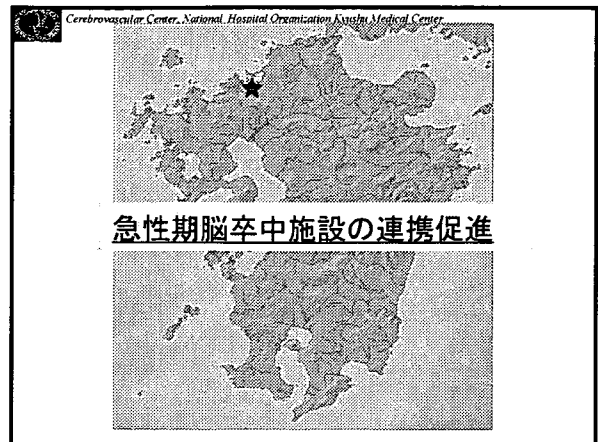 Cerebrovascular Center, National Hospital Organization Kyushu Medical Center
急性期脳卒中施設の連携促進